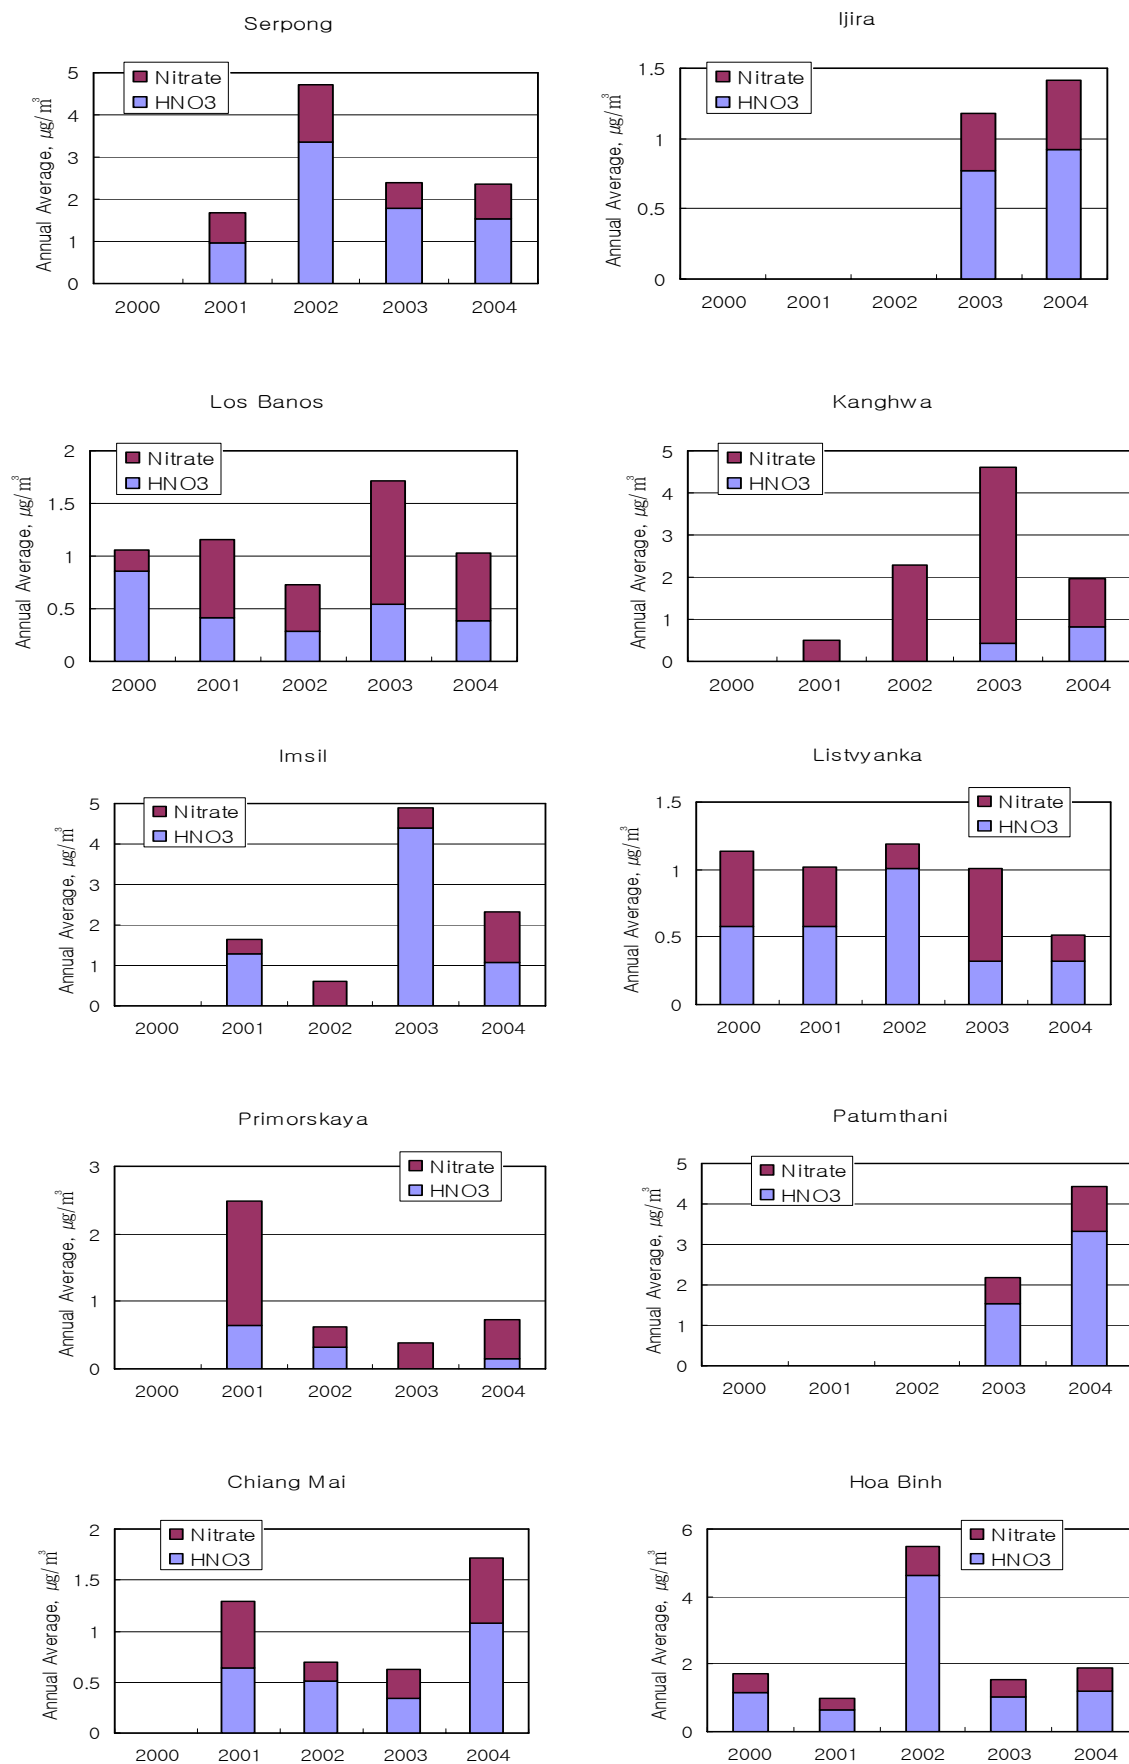 Serpong
Nitrate
HNO3
Annual Average, µg/m³
5
4
3
2
1
0
2000 2001 2002 2003 2004
Ijira
Nitrate
HNO3
Annual Average, µg/m³
1.5
1
0.5
0
2000 2001 2002 2003 2004
Los Banos
Nitrate
HNO3
Annual Average, µg/m³
2
1.5
1
0.5
0
2000 2001 2002 2003 2004
Kanghwa
Nitrate
HNO3
Annual Average, µg/m³
5
4
3
2
1
0
2000 2001 2002 2003 2004
Imsil
Nitrate
HNO3
Annual Average, µg/m³
5
4
3
2
1
0
2000 2001 2002 2003 2004
Listvyanka
Nitrate
HNO3
Annual Average, µg/m³
1.5
1
0.5
0
2000 2001 2002 2003 2004
Primorskaya
Nitrate
HNO3
Annual Average, µg/m³
3
2
1
0
2000 2001 2002 2003 2004
Patumthani
Nitrate
HNO3
Annual Average, µg/m³
5
4
3
2
1
0
2000 2001 2002 2003 2004
Chiang Mai
Nitrate
HNO3
Annual Average, µg/m³
2
1.5
1
0.5
0
2000 2001 2002 2003 2004
Hoa Binh
Nitrate
HNO3
Annual Average, µg/m³
6
4
2
0
2000 2001 2002 2003 2004